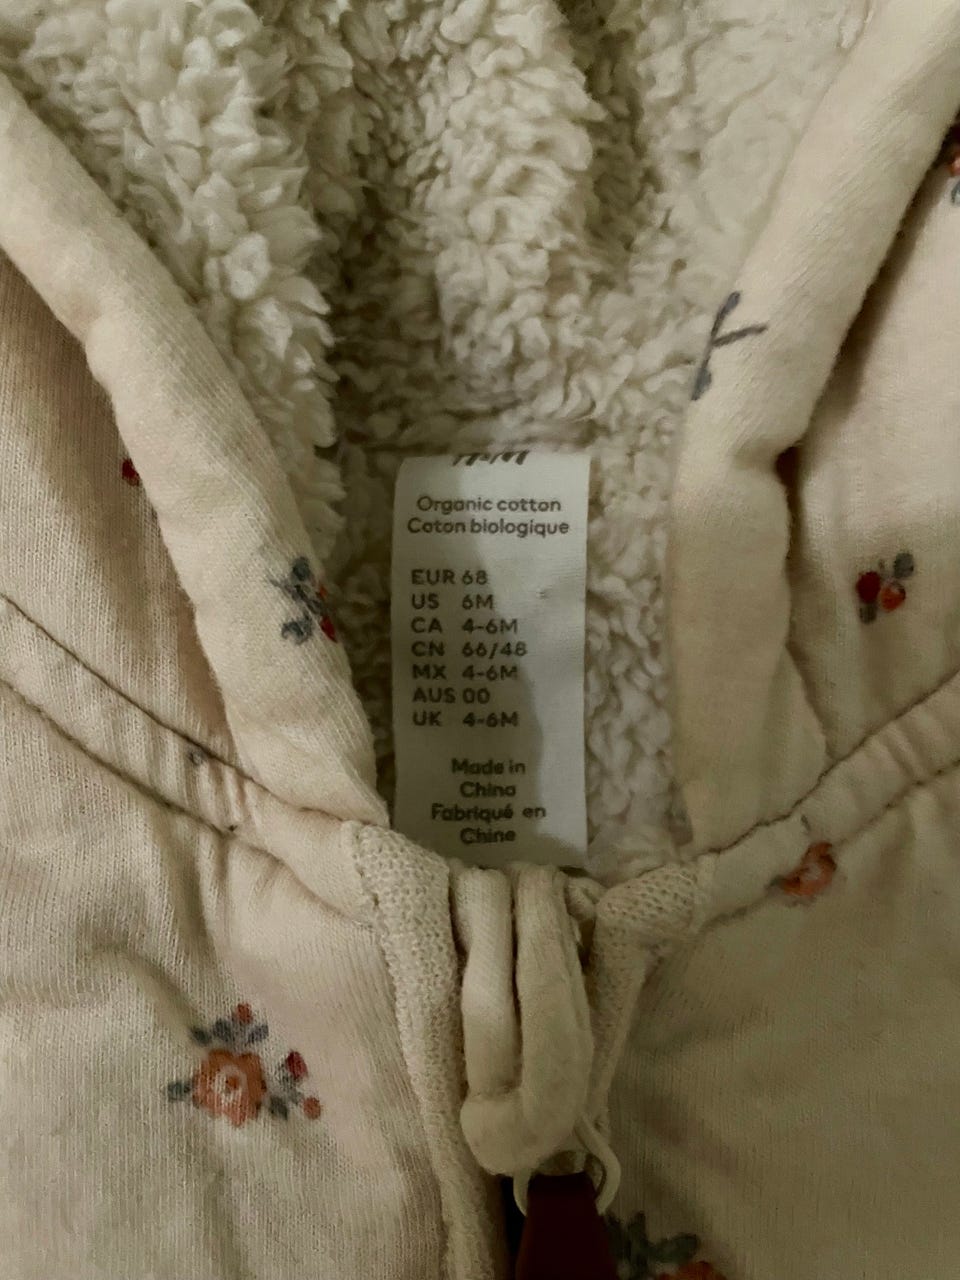 H&M
Organic cotton
Coton biologique
EUR 68
US 6M
CA 4-6M
CN 66/48
MX 4-6M
AUS 00
UK 4-6M
Made in
China
Fabriqué en
Chine